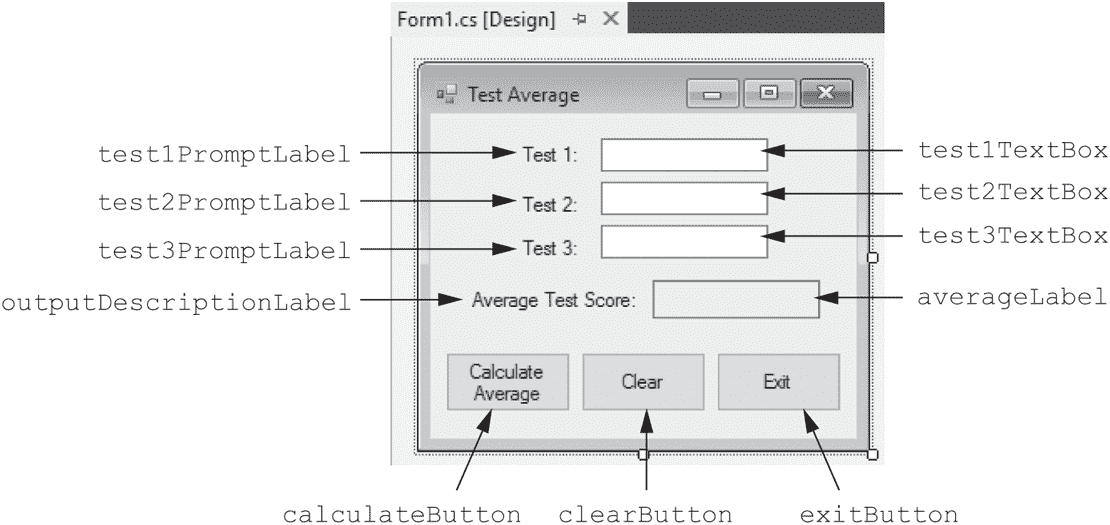 Form1.cs [Design]
Test Average
test1PromptLabel Test 1: test1TextBox
test2PromptLabel Test 2: test2TextBox
test3PromptLabel Test 3: test3TextBox
outputDescriptionLabel Average Test Score: averageLabel
Calculate
Average
Clear
Exit
calculateButton clearButton exitButton